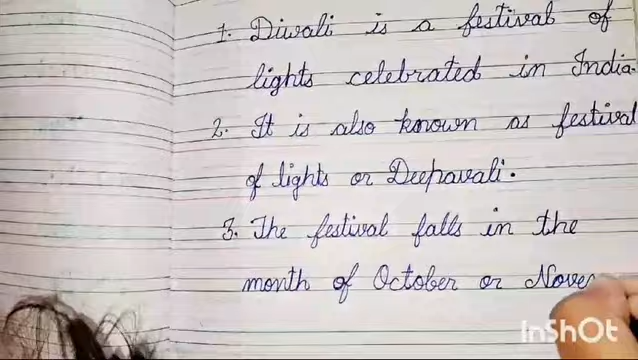 1. Diwali is a festival of
lights celebrated in India.
2. It is also known as festival
of lights or Deepavali.
3. The festival falls in the
month of October or Nove
InShOt